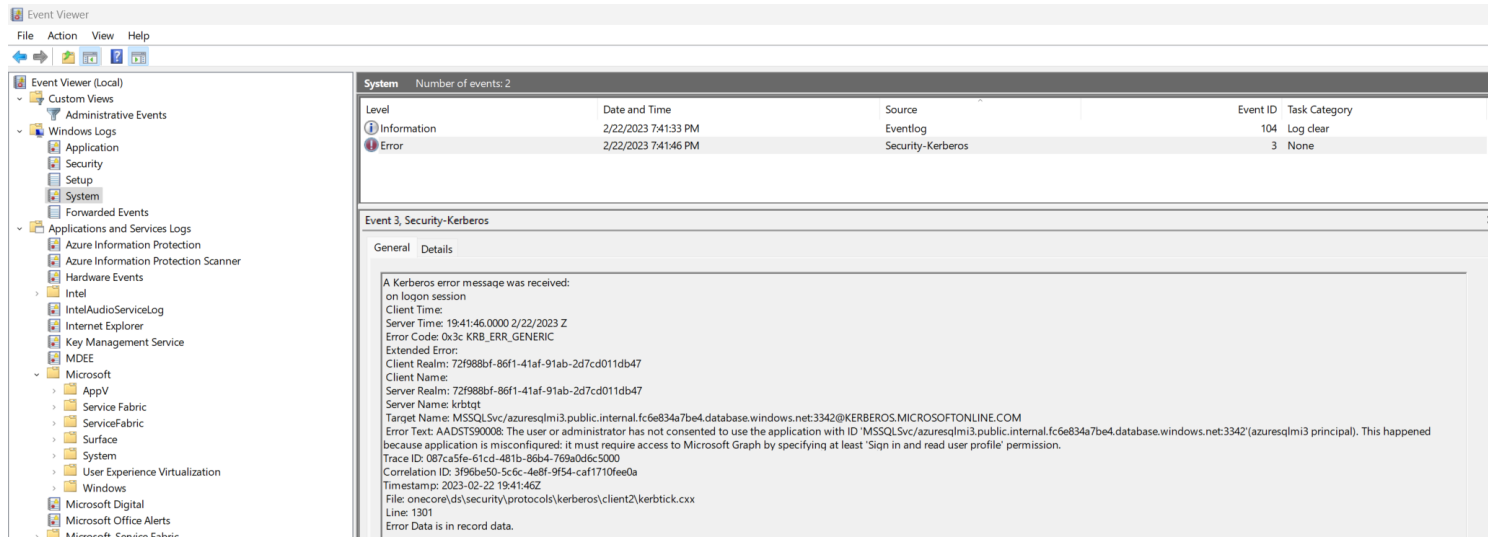 Event Viewer
File Action View Help
Event Viewer (Local)
Custom Views
Administrative Events
Windows Logs
Application
Security
Setup
System
Forwarded Events
Applications and Services Logs
Azure Information Protection
Azure Information Protection Scanner
Hardware Events
Intel
IntelAudioServiceLog
Internet Explorer
Key Management Service
MDEE
Microsoft
AppV
Service Fabric
ServiceFabric
Surface
System
User Experience Virtualization
Windows
Microsoft Digital
Microsoft Office Alerts
Microsoft-Service Fabric
System Number of events: 2
Level Date and Time Source Event ID Task Category
Information 2/22/2023 7:41:33 PM Eventlog 104 Log clear
Error 2/22/2023 7:41:46 PM Security-Kerberos 3 None
Event 3, Security-Kerberos
General Details
A Kerberos error message was received:
on logon session
Client Time:
Server Time: 19:41:46.0000 2/22/2023 Z
Error Code: 0x3c KRB_ERR_GENERIC
Extended Error:
Client Realm: 72f988bf-86f1-41af-91ab-2d7cd011db47
Client Name:
Server Realm: 72f988bf-86f1-41af-91ab-2d7cd011db47
Server Name: krbtgt
Target Name: MSSQLSvc/azuresqlmi3.public.internal.fc6e834a7be4.database.windows.net:3342@KERBEROS.MICROSOFTONLINE.COM
Error Text: AADSTS90008: The user or administrator has not consented to use the application with ID 'MSSQLSvc/azuresqlmi3.public.internal.fc6e834a7be4.database.windows.net:3342'(azuresqlmi3 principal). This happened
because application is misconfigured: it must require access to Microsoft Graph by specifying at least 'Sign in and read user profile' permission.
Trace ID: 087ca5fe-61cd-481b-86b4-769a0d6c5000
Correlation ID: 3f96be50-5c6c-4e8f-9f54-caf1710fee0a
Timestamp: 2023-02-22 19:41:46Z
File: onecore\ds\security\protocols\kerberos\client2\kerbtick.cxx
Line: 1301
Error Data is in record data.